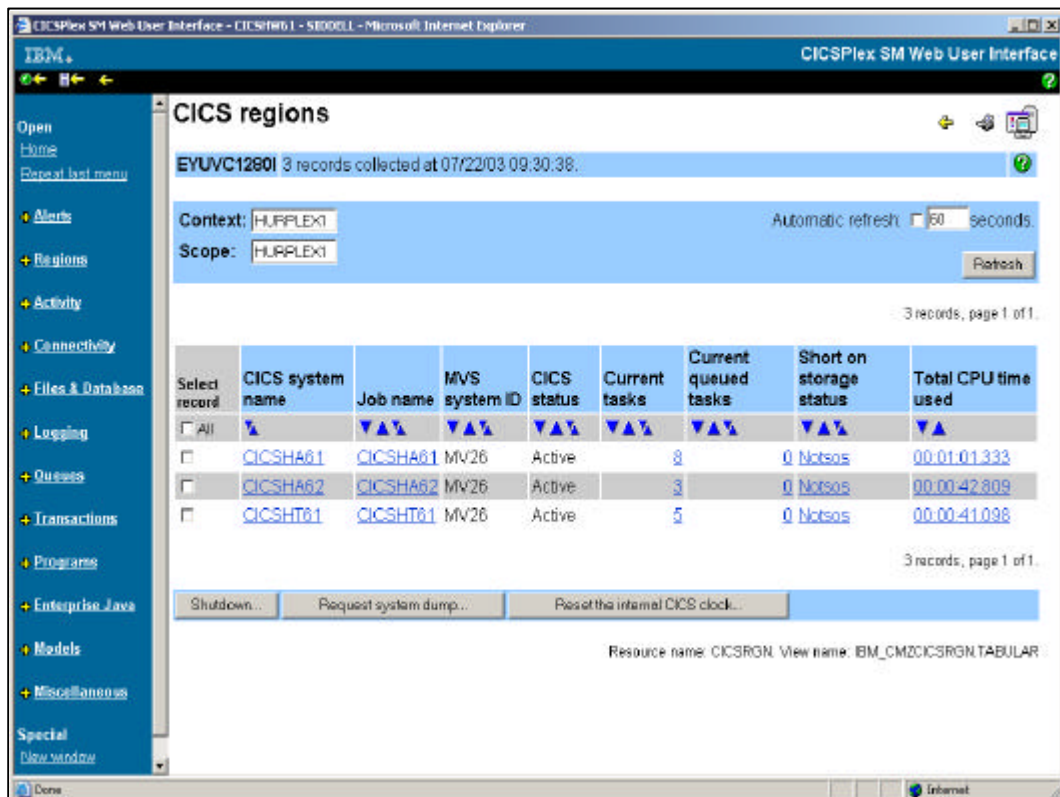 CICSPlex SM Web User Interface - CICSHW61 - SIDDELL - Microsoft Internet Explorer
IBM.
CICSPlex SM Web User Interface
Open
Home
Repeat last menu
Alerts
Regions
Activity
Connectivity
Files & Database
Logging
Queues
Transactions
Programs
Enterprise Java
Models
Miscellaneous
Special
New window
CICS regions
EYUVC1280I 3 records collected at 07/22/03 09:30:38.
Context: HURPLEX1
Automatic refresh: 60 seconds.
Scope: HURPLEX1
Refresh
3 records, page 1 of 1.
Select record CICS system name Job name MVS system ID CICS status Current tasks Current queued tasks Short on storage status Total CPU time used
All
CICSHA61 CICSHA61 MV26 Active 8 0 Notsos 00:01:01.333
CICSHA62 CICSHA62 MV26 Active 3 0 Notsos 00:00:42.809
CICSHT61 CICSHT61 MV26 Active 5 0 Notsos 00:00:41.098
3 records, page 1 of 1.
Shutdown... Request system dump... Reset the internal CICS clock...
Resource name: CICSRGN. View name: IBM_CMZCICSRGN.TABULAR
Done
Internet